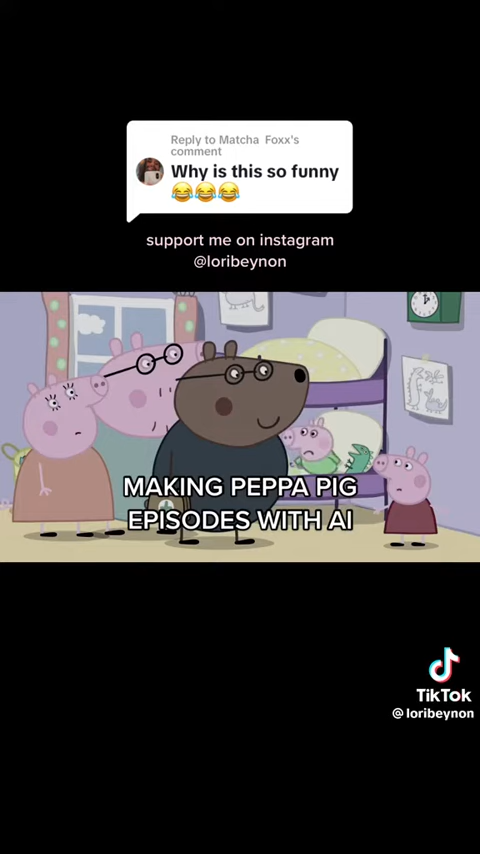 Reply to Matcha Foxx's
comment
Why is this so funny
😂😂😂
support me on instagram
@loribeynon
MAKING PEPPA PIG
EPISODES WITH AI
TikTok
@loribeynon